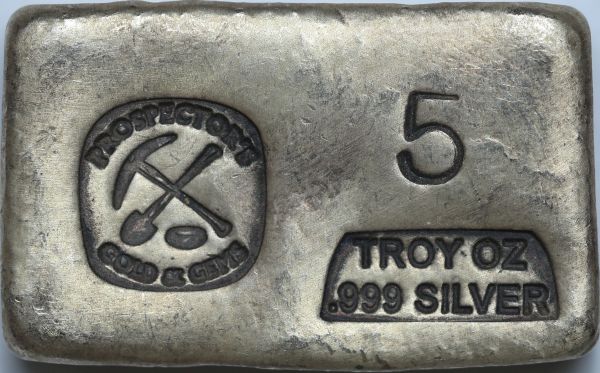 PROSPECTOR'S
GOLD & GEMS
5
TROY OZ
.999 SILVER